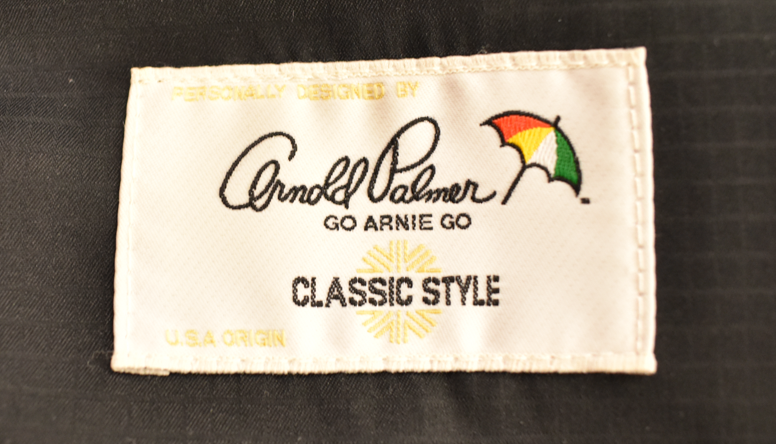 PERSONALLY DESIGNED BY
Arnold Palmer
GO ARNIE GO
CLASSIC STYLE
U.S.A ORIGIN